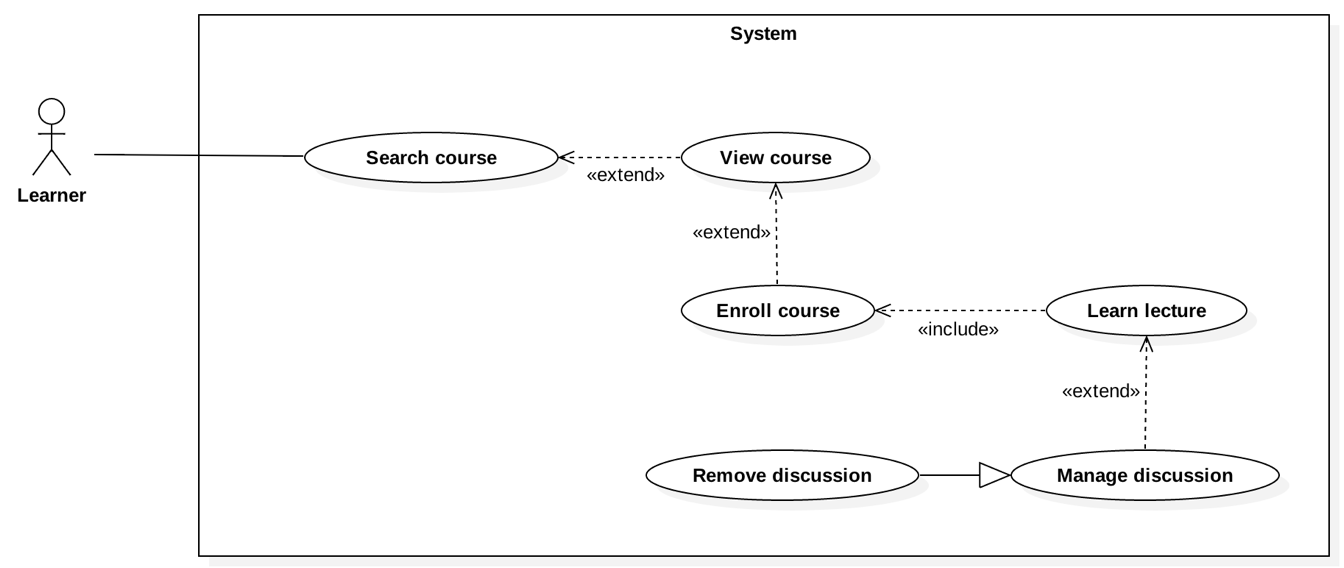 System
Learner
Search course
«extend»
View course
«extend»
Enroll course
«include»
Learn lecture
«extend»
Remove discussion
Manage discussion